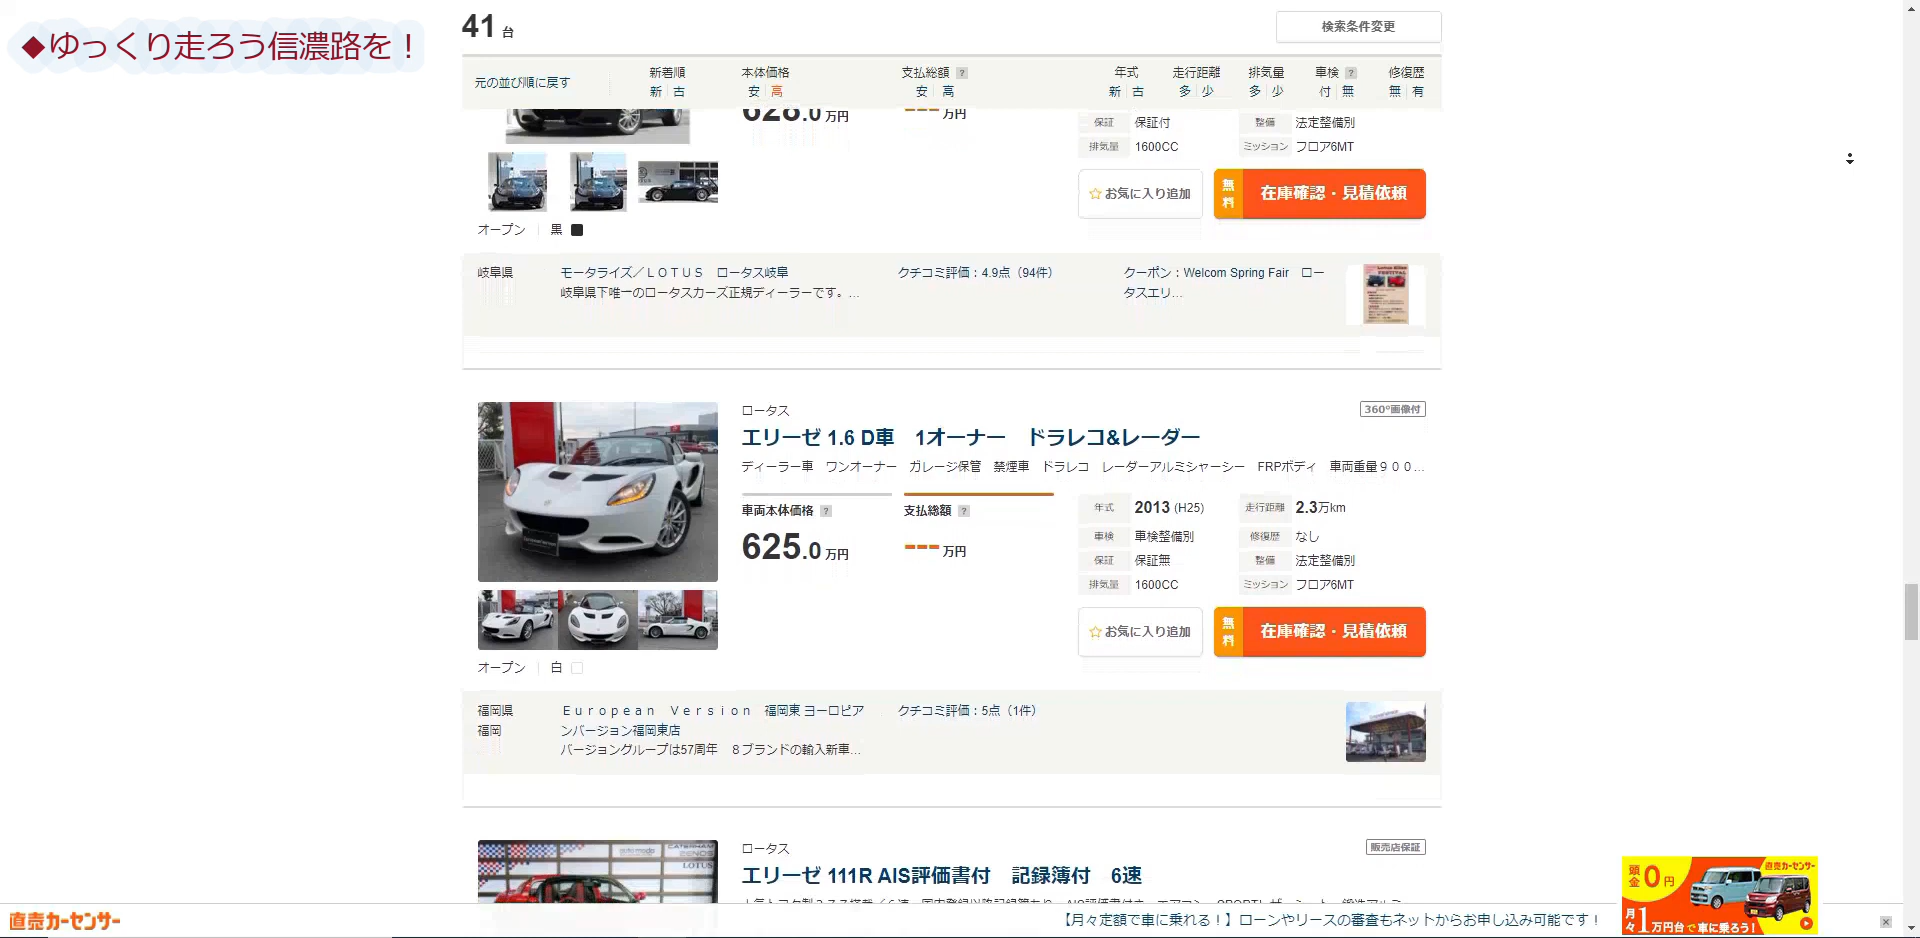 ◆ゆっくり走ろう信濃路を！
41 台
検索条件変更
元の並び順に戻す
新着順
新 古
本体価格
安 高
支払総額 ?
安 高
年式
新 古
走行距離
多 少
排気量
多 少
車検 ?
付 無
修復歴
無 有
628.0 万円
--- 万円
保証 保証付 整備 法定整備別
排気量 1600CC ミッション フロア6MT
☆お気に入り追加
無料 在庫確認・見積依頼
オープン 黒
岐阜県
モータライズ／ＬＯＴＵＳ　ロータス岐阜
岐阜県下唯一のロータスカーズ正規ディーラーです。...
クチコミ評価：4.9点（94件）
クーポン：Welcom Spring Fair　ロー
タスエリ...
ロータス
360°画像付
エリーゼ 1.6 D車　1オーナー　ドラレコ&レーダー
ディーラー車　ワンオーナー　ガレージ保管　禁煙車　ドラレコ　レーダーアルミシャーシー　FRPボディ　車両重量９００...
車両本体価格 ?
625.0 万円
支払総額 ?
--- 万円
年式 2013 (H25) 走行距離 2.3万km
車検 車検整備別 修復歴 なし
保証 保証無 整備 法定整備別
排気量 1600CC ミッション フロア6MT
☆お気に入り追加
無料 在庫確認・見積依頼
オープン 白
福岡県
福岡
Ｅｕｒｏｐｅａｎ　Ｖｅｒｓｉｏｎ　福岡東 ヨーロピア
ンバージョン福岡東店
バージョングループは57周年　８ブランドの輸入新車...
クチコミ評価：5点（1件）
ロータス
販売店保証
エリーゼ 111R AIS評価書付　記録簿付　6速
CATERHAM
LOTUS
直売カーセンサー
【月々定額で車に乗れる！】ローンやリースの審査もネットからお申し込み可能です！
頭金0円
直売カーセンサー
月々1万円台で車に乗ろう！